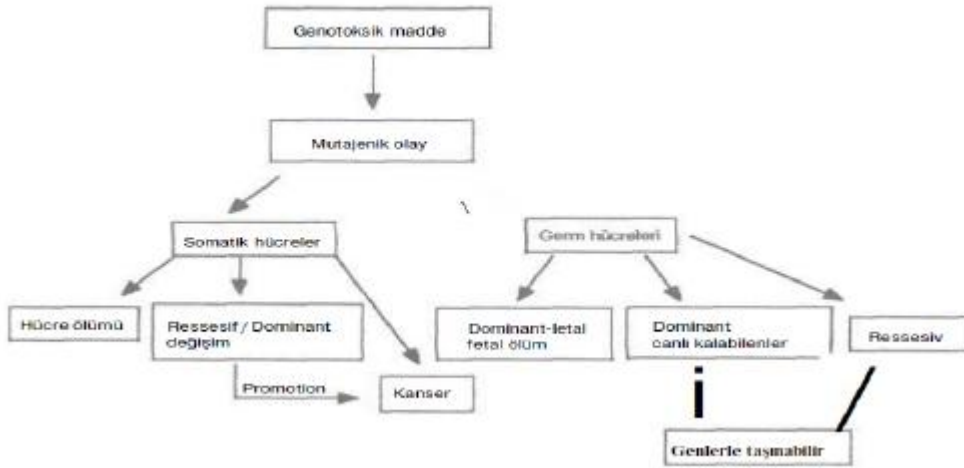 Genotoksik madde
Mutajenik olay
Somatik hücreler
Germ hücreleri
Hücre ölümü
Ressesif / Dominant
değişim
Dominant-letal
fetal ölüm
Dominant
canlı kalabilenler
Ressesiv
Promotion
Kanser
Genlerle taşınabilir